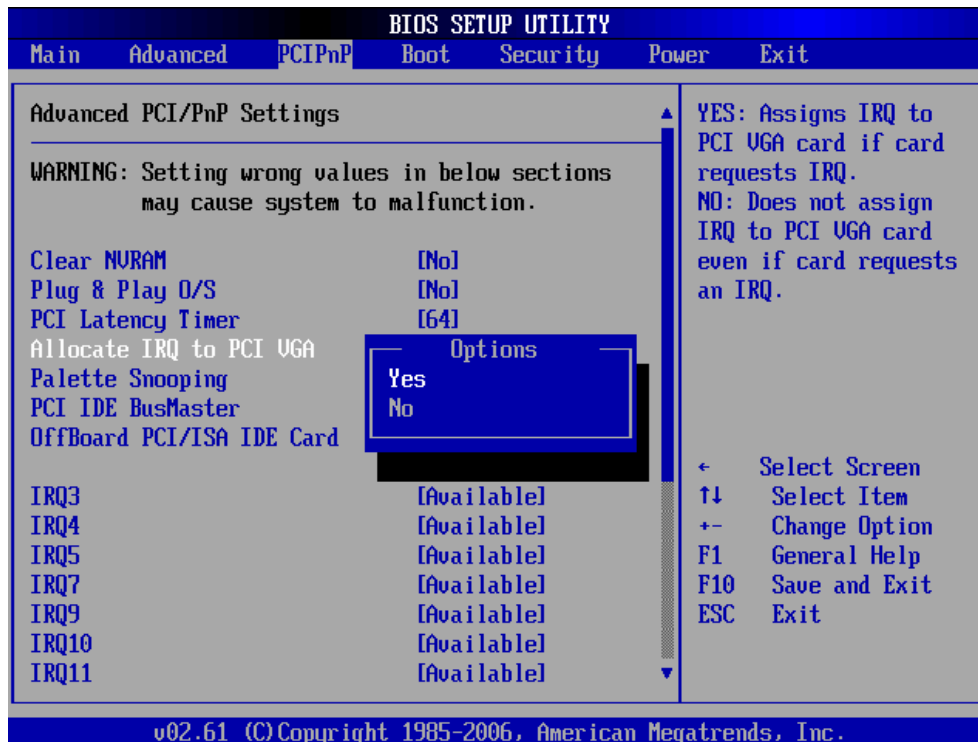 BIOS SETUP UTILITY
Main Advanced PCIPnP Boot Security Power Exit
Advanced PCI/PnP Settings
WARNING: Setting wrong values in below sections
may cause system to malfunction.
Clear NVRAM [No]
Plug & Play O/S [No]
PCI Latency Timer [64]
Allocate IRQ to PCI VGA
Palette Snooping
PCI IDE BusMaster
OffBoard PCI/ISA IDE Card
Options
Yes
No
IRQ3 [Available]
IRQ4 [Available]
IRQ5 [Available]
IRQ7 [Available]
IRQ9 [Available]
IRQ10 [Available]
IRQ11 [Available]
YES: Assigns IRQ to
PCI VGA card if card
requests IRQ.
NO: Does not assign
IRQ to PCI VGA card
even if card requests
an IRQ.
← Select Screen
↑↓ Select Item
+- Change Option
F1 General Help
F10 Save and Exit
ESC Exit
v02.61 (C)Copyright 1985-2006, American Megatrends, Inc.